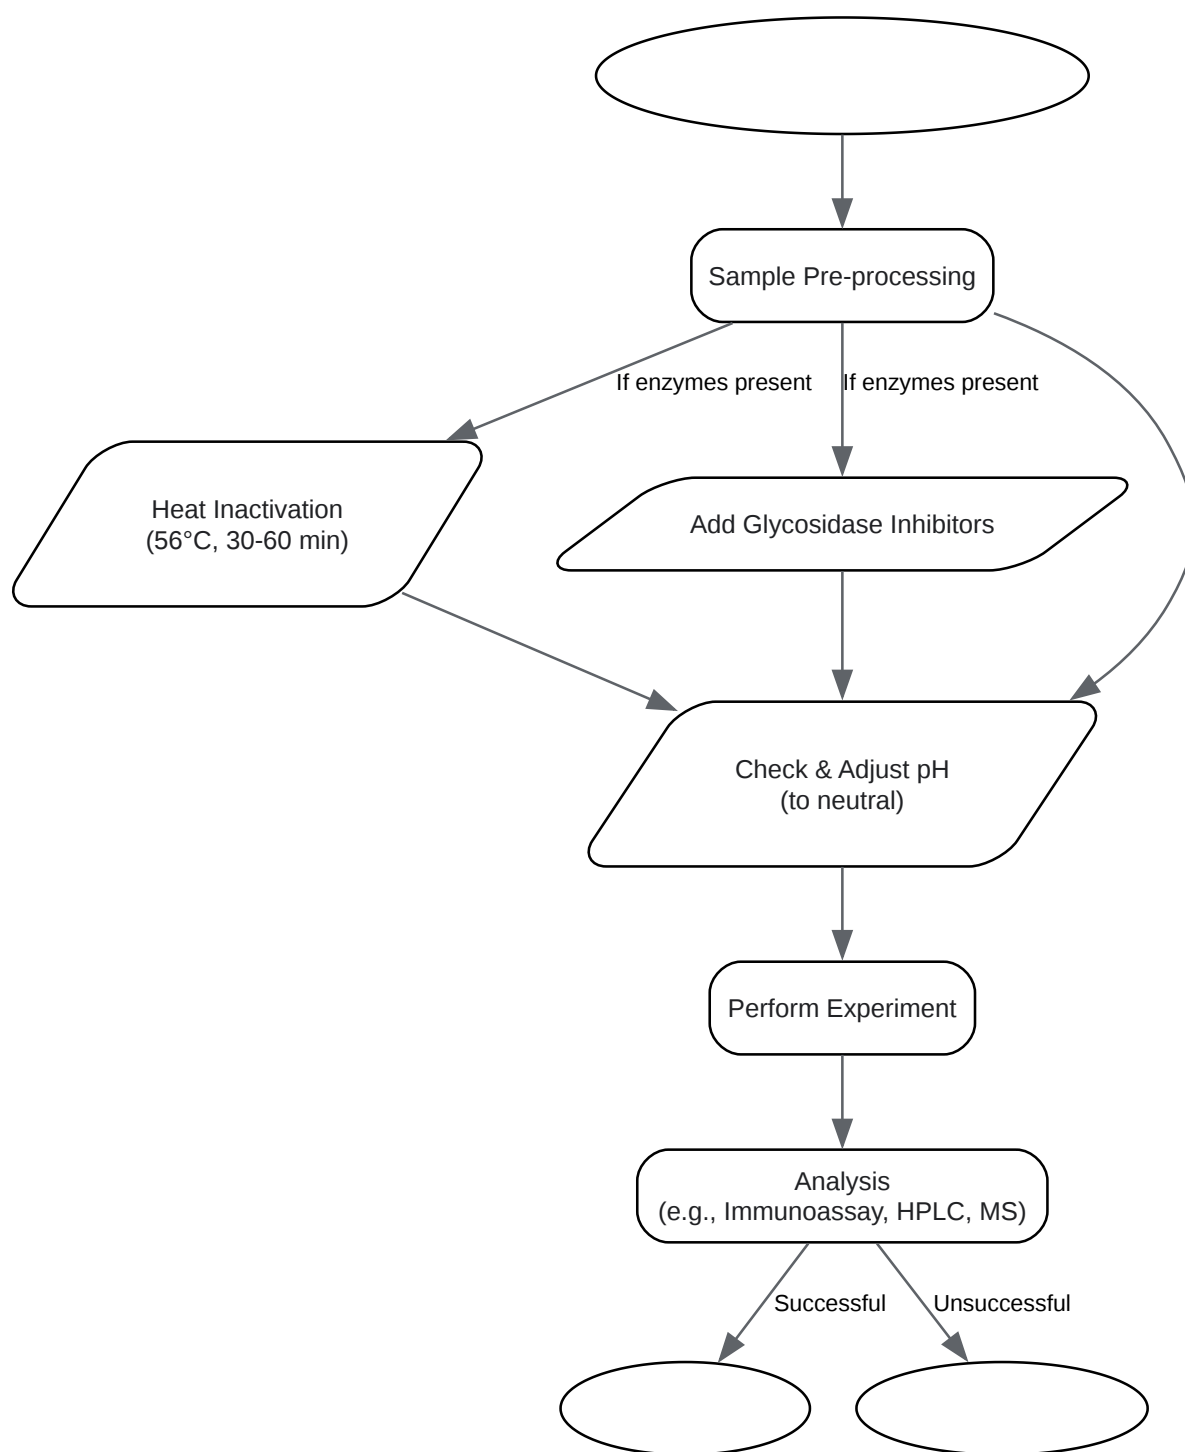 Sample Pre-processing
If enzymes present
If enzymes present
Heat Inactivation
(56°C, 30-60 min)
Add Glycosidase Inhibitors
Check & Adjust pH
(to neutral)
Perform Experiment
Analysis
(e.g., Immunoassay, HPLC, MS)
Successful
Unsuccessful